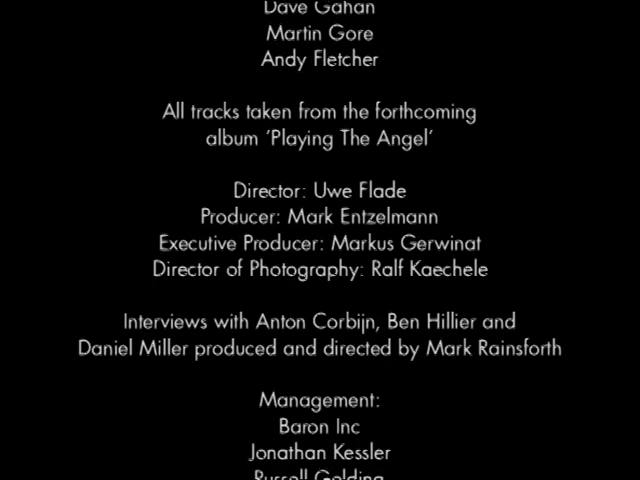 Dave Gahan
Martin Gore
Andy Fletcher
All tracks taken from the forthcoming
album 'Playing The Angel'
Director: Uwe Flade
Producer: Mark Entzelmann
Executive Producer: Markus Gerwinat
Director of Photography: Ralf Kaechele
Interviews with Anton Corbijn, Ben Hillier and
Daniel Miller produced and directed by Mark Rainsforth
Management:
Baron Inc
Jonathan Kessler
Russell Golding